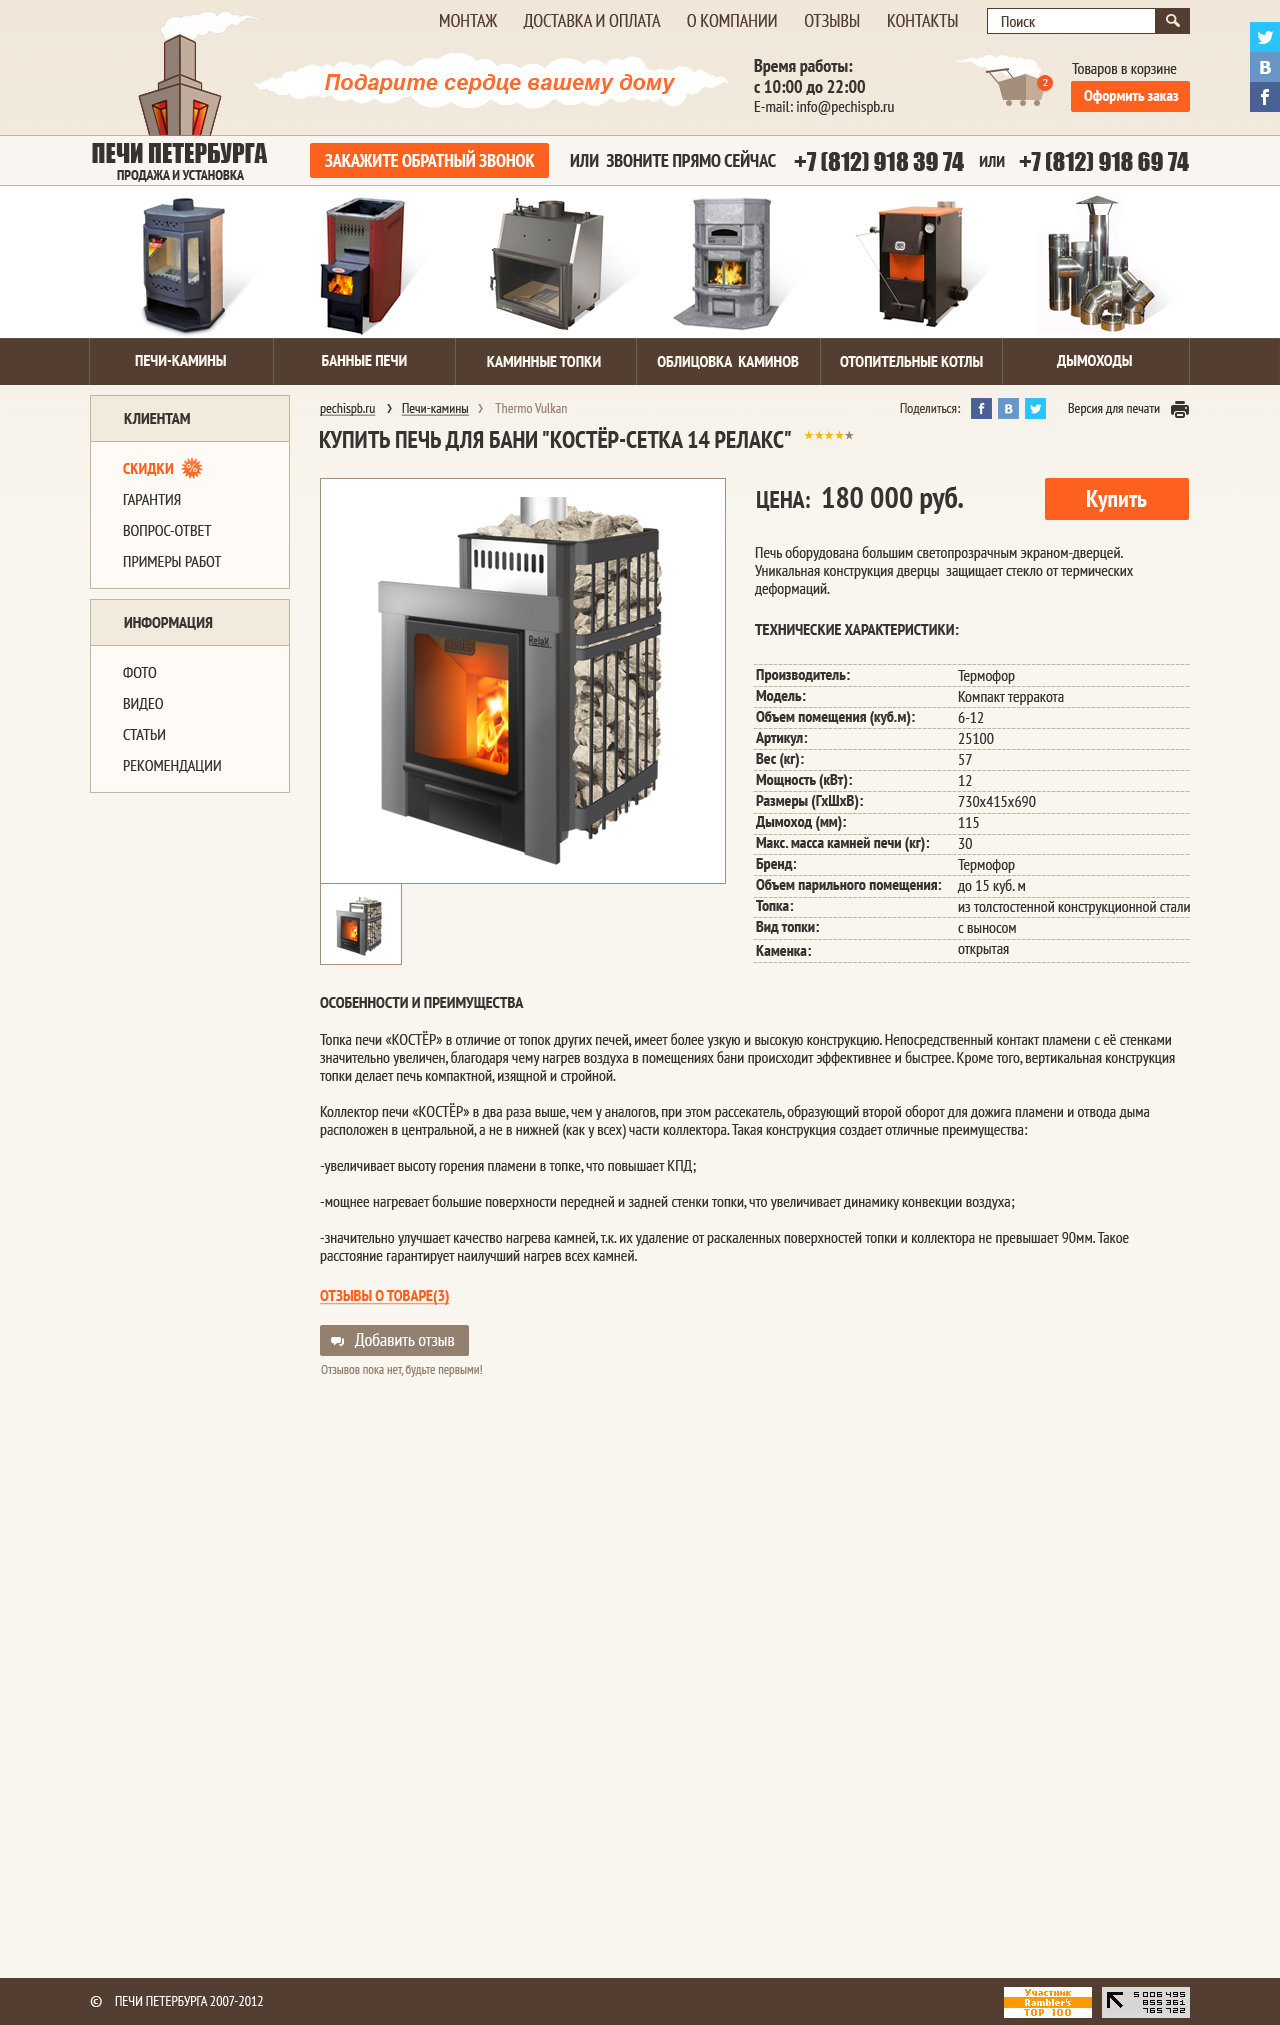 МОНТАЖ ДОСТАВКА И ОПЛАТА О КОМПАНИИ ОТЗЫВЫ КОНТАКТЫ Поиск
Подарите сердце вашему дому
Время работы:
с 10:00 до 22:00
E-mail: info@pechispb.ru
Товаров в корзине
2
Оформить заказ
ПЕЧИ ПЕТЕРБУРГА
ПРОДАЖА И УСТАНОВКА
ЗАКАЖИТЕ ОБРАТНЫЙ ЗВОНОК ИЛИ ЗВОНИТЕ ПРЯМО СЕЙЧАС +7 (812) 918 39 74 ИЛИ +7 (812) 918 69 74
ПЕЧИ-КАМИНЫ БАННЫЕ ПЕЧИ КАМИННЫЕ ТОПКИ ОБЛИЦОВКА КАМИНОВ ОТОПИТЕЛЬНЫЕ КОТЛЫ ДЫМОХОДЫ
КЛИЕНТАМ
СКИДКИ %
ГАРАНТИЯ
ВОПРОС-ОТВЕТ
ПРИМЕРЫ РАБОТ
ИНФОРМАЦИЯ
ФОТО
ВИДЕО
СТАТЬИ
РЕКОМЕНДАЦИИ
pechispb.ru › Печи-камины › Thermo Vulkan
Поделиться: f B Версия для печати
КУПИТЬ ПЕЧЬ ДЛЯ БАНИ "КОСТЁР-СЕТКА 14 РЕЛАКС" ★★★★★
RelaX
ЦЕНА: 180 000 руб. Купить
Печь оборудована большим светопрозрачным экраном-дверцей.
Уникальная конструкция дверцы защищает стекло от термических
деформаций.
ТЕХНИЧЕСКИЕ ХАРАКТЕРИСТИКИ:
Производитель: Термофор
Модель: Компакт терракота
Объем помещения (куб.м): 6-12
Артикул: 25100
Вес (кг): 57
Мощность (кВт): 12
Размеры (ГхШхВ): 730x415x690
Дымоход (мм): 115
Макс. масса камней печи (кг): 30
Бренд: Термофор
Объем парильного помещения: до 15 куб. м
Топка: из толстостенной конструкционной стали
Вид топки: с выносом
Каменка: открытая
ОСОБЕННОСТИ И ПРЕИМУЩЕСТВА
Топка печи «КОСТЁР» в отличие от топок других печей, имеет более узкую и высокую конструкцию. Непосредственный контакт пламени с её стенками
значительно увеличен, благодаря чему нагрев воздуха в помещениях бани происходит эффективнее и быстрее. Кроме того, вертикальная конструкция
топки делает печь компактной, изящной и стройной.
Коллектор печи «КОСТЁР» в два раза выше, чем у аналогов, при этом рассекатель, образующий второй оборот для дожига пламени и отвода дыма
расположен в центральной, а не в нижней (как у всех) части коллектора. Такая конструкция создает отличные преимущества:
-увеличивает высоту горения пламени в топке, что повышает КПД;
-мощнее нагревает большие поверхности передней и задней стенки топки, что увеличивает динамику конвекции воздуха;
-значительно улучшает качество нагрева камней, т.к. их удаление от раскаленных поверхностей топки и коллектора не превышает 90мм. Такое
расстояние гарантирует наилучший нагрев всех камней.
ОТЗЫВЫ О ТОВАРЕ(3)
Добавить отзыв
Отзывов пока нет, будьте первыми!
© ПЕЧИ ПЕТЕРБУРГА 2007-2012
Участник
Rambler's
TOP 100
5 006 495
855 361
765 722